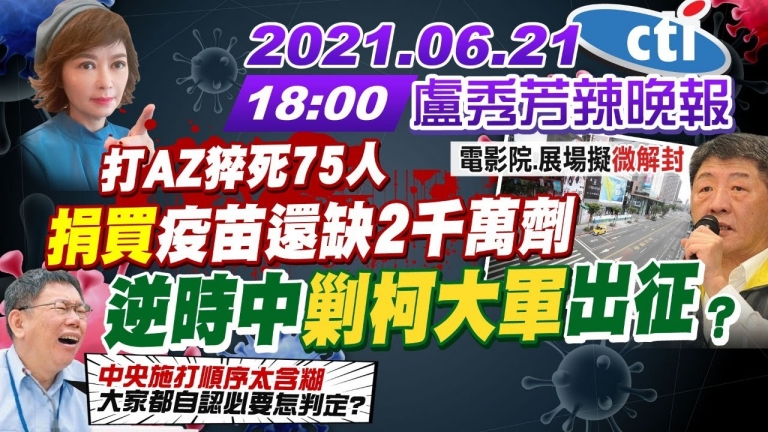 2021.06.21
cti
18:00
盧秀芳辣晚報
電影院.展場擬微解封
打AZ猝死75人
捐買疫苗還缺2千萬劑
逆時中剿柯大軍出征?
中央施打順序太含糊
大家都自認必要怎判定?